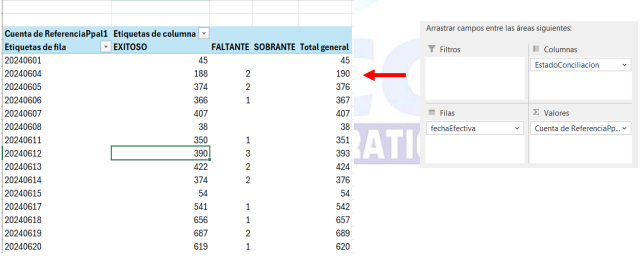 Cuenta de ReferenciaPpal1 Etiquetas de columna
Etiquetas de fila EXITOSO FALTANTE SOBRANTE Total general
20240601 45 45
20240604 188 2 190
20240605 374 2 376
20240606 366 1 367
20240607 407 407
20240608 38 38
20240611 350 1 351
20240612 390 3 393
20240613 422 2 424
20240614 374 2 376
20240615 54 54
20240617 541 1 542
20240618 656 1 657
20240619 687 2 689
20240620 619 1 620
Arrastrar campos entre las áreas siguientes:
Filtros
Columnas
EstadoConciliacion
Filas
Σ Valores
fechaEfectiva
Cuenta de ReferenciaPp...
RATIO